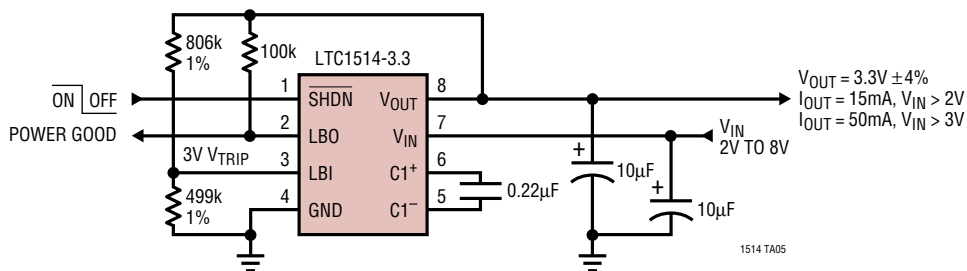 806k
1%
100k
LTC1514-3.3
ON OFF
POWER GOOD
3V VTRIP
499k
1%
1
2
3
4
SHDN
LBO
LBI
GND
VOUT
VIN
C1+
C1–
8
7
6
5
0.22µF
+
10µF
+
10µF
VOUT = 3.3V ±4%
IOUT = 15mA, VIN > 2V
IOUT = 50mA, VIN > 3V
VIN
2V TO 8V
1514 TA05